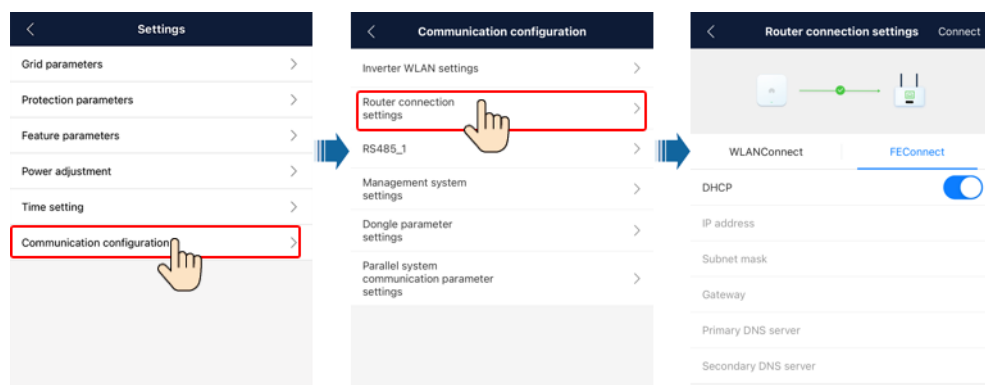 Settings
Grid parameters
Protection parameters
Feature parameters
Power adjustment
Time setting
Communication configuration
Communication configuration
Inverter WLAN settings
Router connection
settings
RS485_1
Management system
settings
Dongle parameter
settings
Parallel system
communication parameter
settings
Router connection settings
Connect
WLANConnect
FEConnect
DHCP
IP address
Subnet mask
Gateway
Primary DNS server
Secondary DNS server